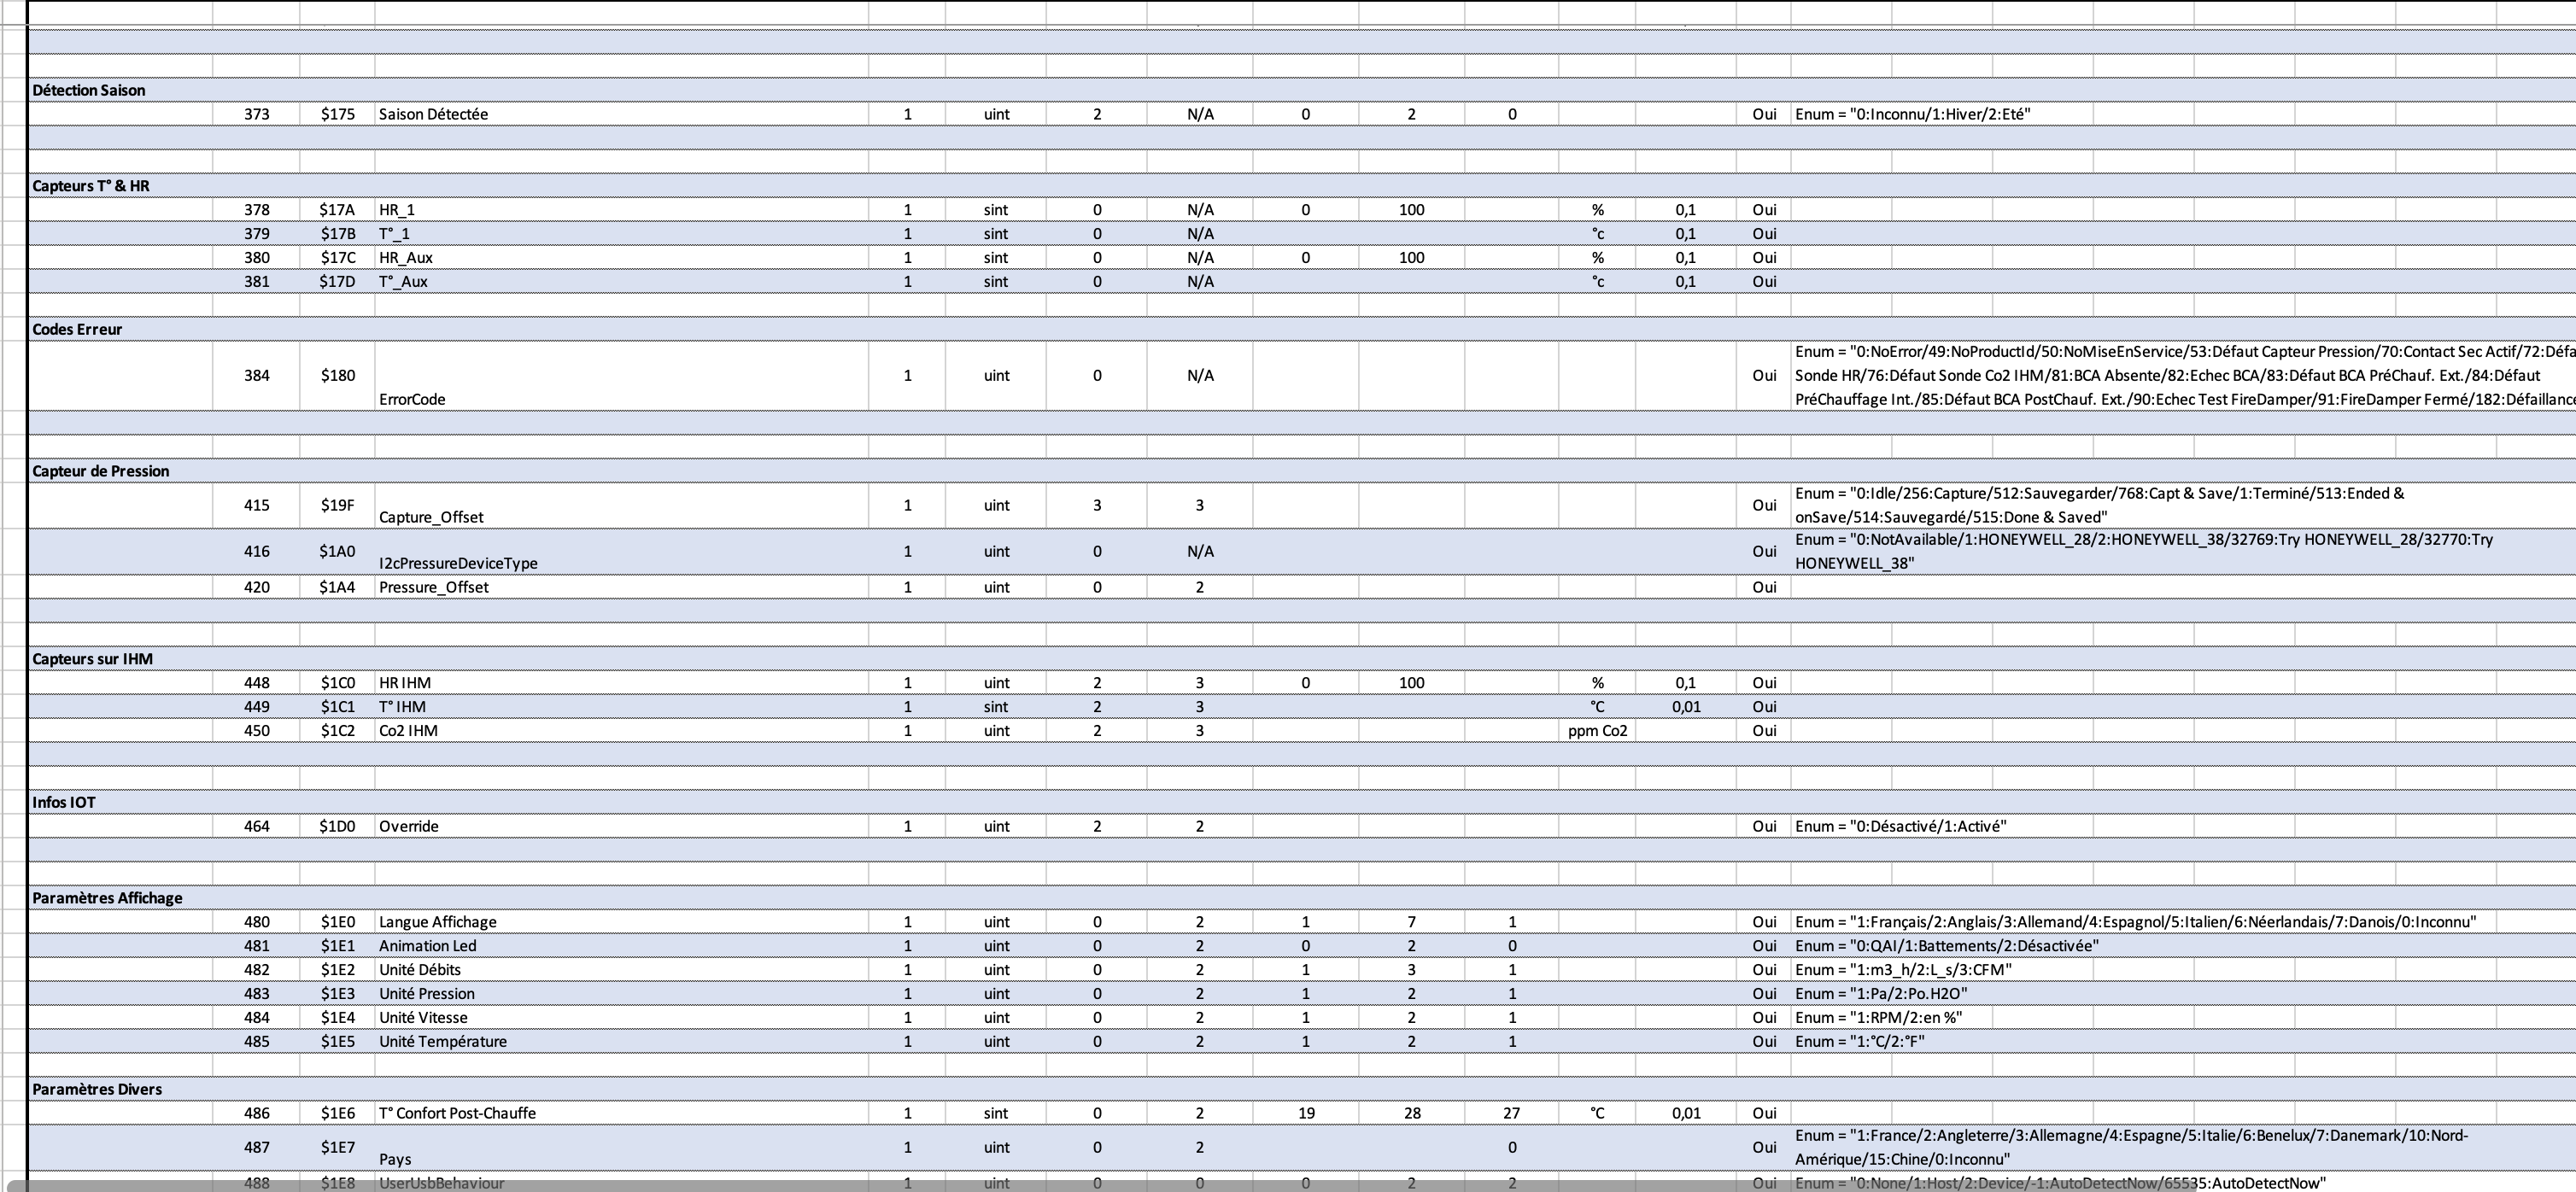 Détection Saison
373 $175 Saison Détectée 1 uint 2 N/A 0 2 0 Oui Enum = "0:Inconnu/1:Hiver/2:Eté"
Capteurs T° & HR
378 $17A HR_1 1 sint 0 N/A 0 100 % 0,1 Oui
379 $17B T°_1 1 sint 0 N/A °c 0,1 Oui
380 $17C HR_Aux 1 sint 0 N/A 0 100 % 0,1 Oui
381 $17D T°_Aux 1 sint 0 N/A °c 0,1 Oui
Codes Erreur
384 $180 ErrorCode 1 uint 0 N/A Oui Enum = "0:NoError/49:NoProductId/50:NoMiseEnService/53:Défaut Capteur Pression/70:Contact Sec Actif/72:Défa
Sonde HR/76:Défaut Sonde Co2 IHM/81:BCA Absente/82:Echec BCA/83:Défaut BCA PréChauf. Ext./84:Défaut
PréChauffage Int./85:Défaut BCA PostChauf. Ext./90:Echec Test FireDamper/91:FireDamper Fermé/182:Défaillance
Capteur de Pression
415 $19F Capture_Offset 1 uint 3 3 Oui Enum = "0:Idle/256:Capture/512:Sauvegarder/768:Capt & Save/1:Terminé/513:Ended &
onSave/514:Sauvegardé/515:Done & Saved"
416 $1A0 I2cPressureDeviceType 1 uint 0 N/A Oui Enum = "0:NotAvailable/1:HONEYWELL_28/2:HONEYWELL_38/32769:Try HONEYWELL_28/32770:Try
HONEYWELL_38"
420 $1A4 Pressure_Offset 1 uint 0 2 Oui
Capteurs sur IHM
448 $1C0 HR IHM 1 uint 2 3 0 100 % 0,1 Oui
449 $1C1 T° IHM 1 sint 2 3 °C 0,01 Oui
450 $1C2 Co2 IHM 1 uint 2 3 ppm Co2 Oui
Infos IOT
464 $1D0 Override 1 uint 2 2 Oui Enum = "0:Désactivé/1:Activé"
Paramètres Affichage
480 $1E0 Langue Affichage 1 uint 0 2 1 7 1 Oui Enum = "1:Français/2:Anglais/3:Allemand/4:Espagnol/5:Italien/6:Néerlandais/7:Danois/0:Inconnu"
481 $1E1 Animation Led 1 uint 0 2 0 2 0 Oui Enum = "0:QAI/1:Battements/2:Désactivée"
482 $1E2 Unité Débits 1 uint 0 2 1 3 1 Oui Enum = "1:m3_h/2:L_s/3:CFM"
483 $1E3 Unité Pression 1 uint 0 2 1 2 1 Oui Enum = "1:Pa/2:Po.H2O"
484 $1E4 Unité Vitesse 1 uint 0 2 1 2 1 Oui Enum = "1:RPM/2:en %"
485 $1E5 Unité Température 1 uint 0 2 1 2 1 Oui Enum = "1:°C/2:°F"
Paramètres Divers
486 $1E6 T° Confort Post-Chauffe 1 sint 0 2 19 28 27 °C 0,01 Oui
487 $1E7 Pays 1 uint 0 2 0 Oui Enum = "1:France/2:Angleterre/3:Allemagne/4:Espagne/5:Italie/6:Benelux/7:Danemark/10:Nord-
Amérique/15:Chine/0:Inconnu"
488 $1E8 UserUsbBehaviour 1 uint 0 0 0 2 2 Oui Enum = "0:None/1:Host/2:Device/-1:AutoDetectNow/65535:AutoDetectNow"